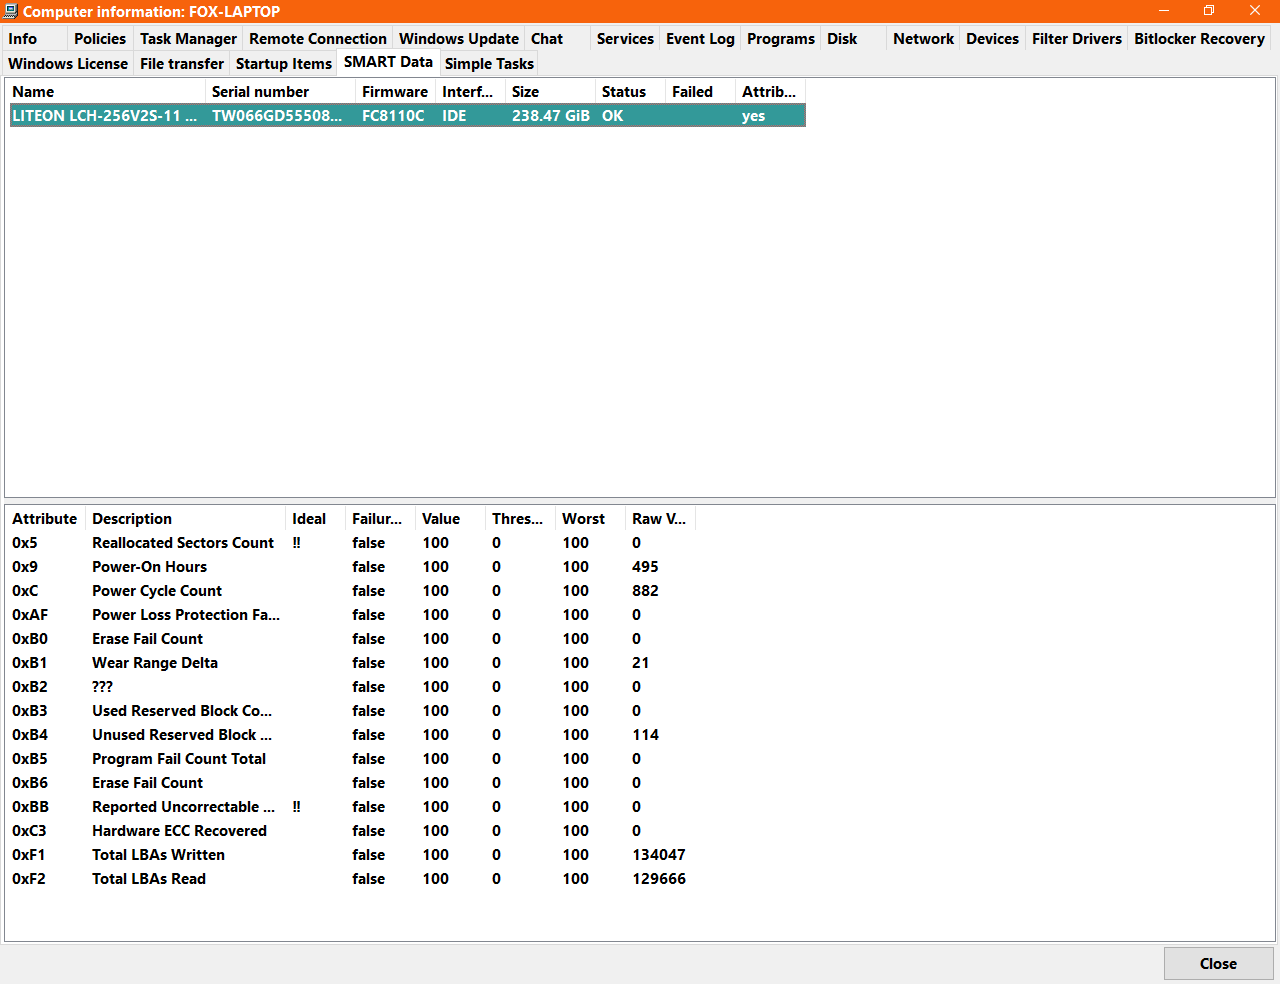 Computer information: FOX-LAPTOP
Info Policies Task Manager Remote Connection Windows Update Chat Services Event Log Programs Disk Network Devices Filter Drivers Bitlocker Recovery
Windows License File transfer Startup Items SMART Data Simple Tasks
Name Serial number Firmware Interf... Size Status Failed Attrib...
LITEON LCH-256V2S-11 ... TW066GD55508... FC8110C IDE 238.47 GiB OK yes
Attribute Description Ideal Failur... Value Thres... Worst Raw V...
0x5 Reallocated Sectors Count !! false 100 0 100 0
0x9 Power-On Hours false 100 0 100 495
0xC Power Cycle Count false 100 0 100 882
0xAF Power Loss Protection Fa... false 100 0 100 0
0xB0 Erase Fail Count false 100 0 100 0
0xB1 Wear Range Delta false 100 0 100 21
0xB2 ??? false 100 0 100 0
0xB3 Used Reserved Block Co... false 100 0 100 0
0xB4 Unused Reserved Block ... false 100 0 100 114
0xB5 Program Fail Count Total false 100 0 100 0
0xB6 Erase Fail Count false 100 0 100 0
0xBB Reported Uncorrectable ... !! false 100 0 100 0
0xC3 Hardware ECC Recovered false 100 0 100 0
0xF1 Total LBAs Written false 100 0 100 134047
0xF2 Total LBAs Read false 100 0 100 129666
Close